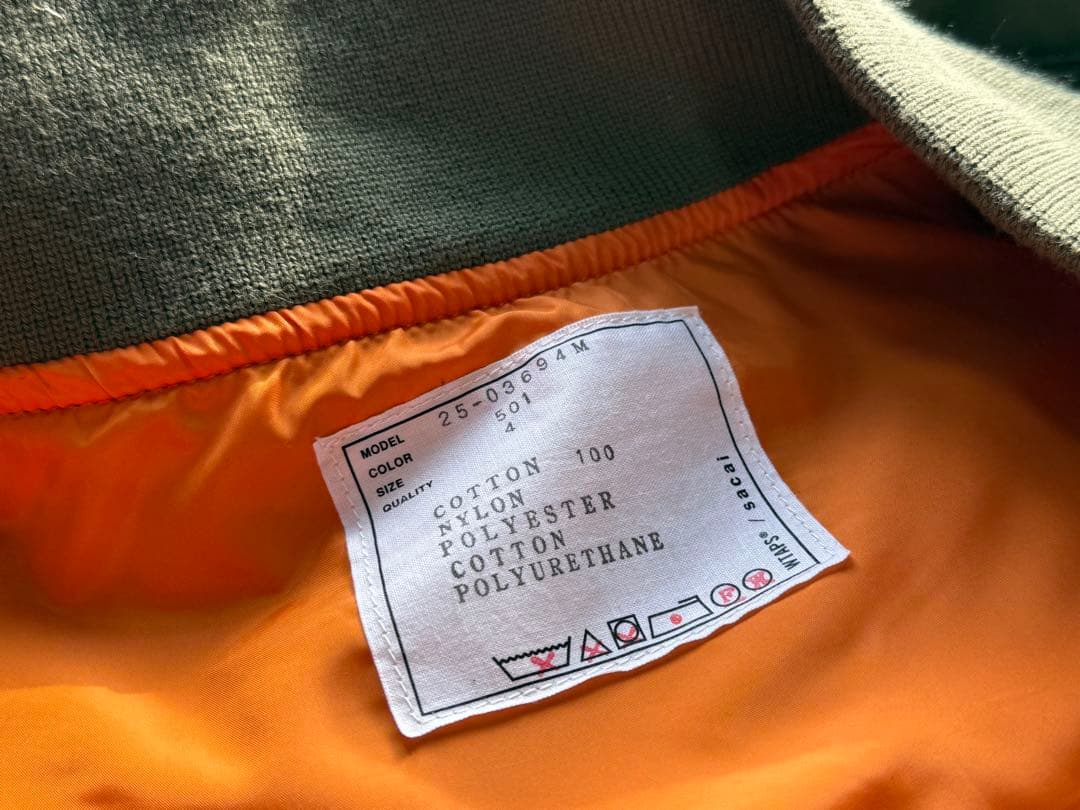 MODEL 25-03694M
COLOR 501
SIZE 4
QUALITY
COTTON 100
NYLON
POLYESTER
COTTON
POLYURETHANE
WTAPS® / sacai
F W